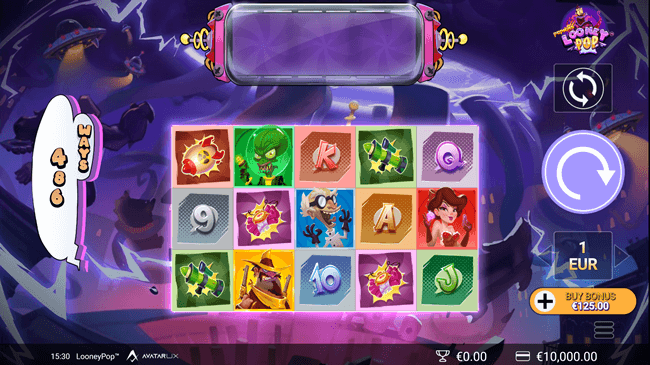 POPWINS
LOONEY
POP
WAYS
486
K
Q
9
A
10
J
1
EUR
BUY BONUS
€125.00
15:30 LooneyPop™ AVATARUX €0.00 €10,000.00